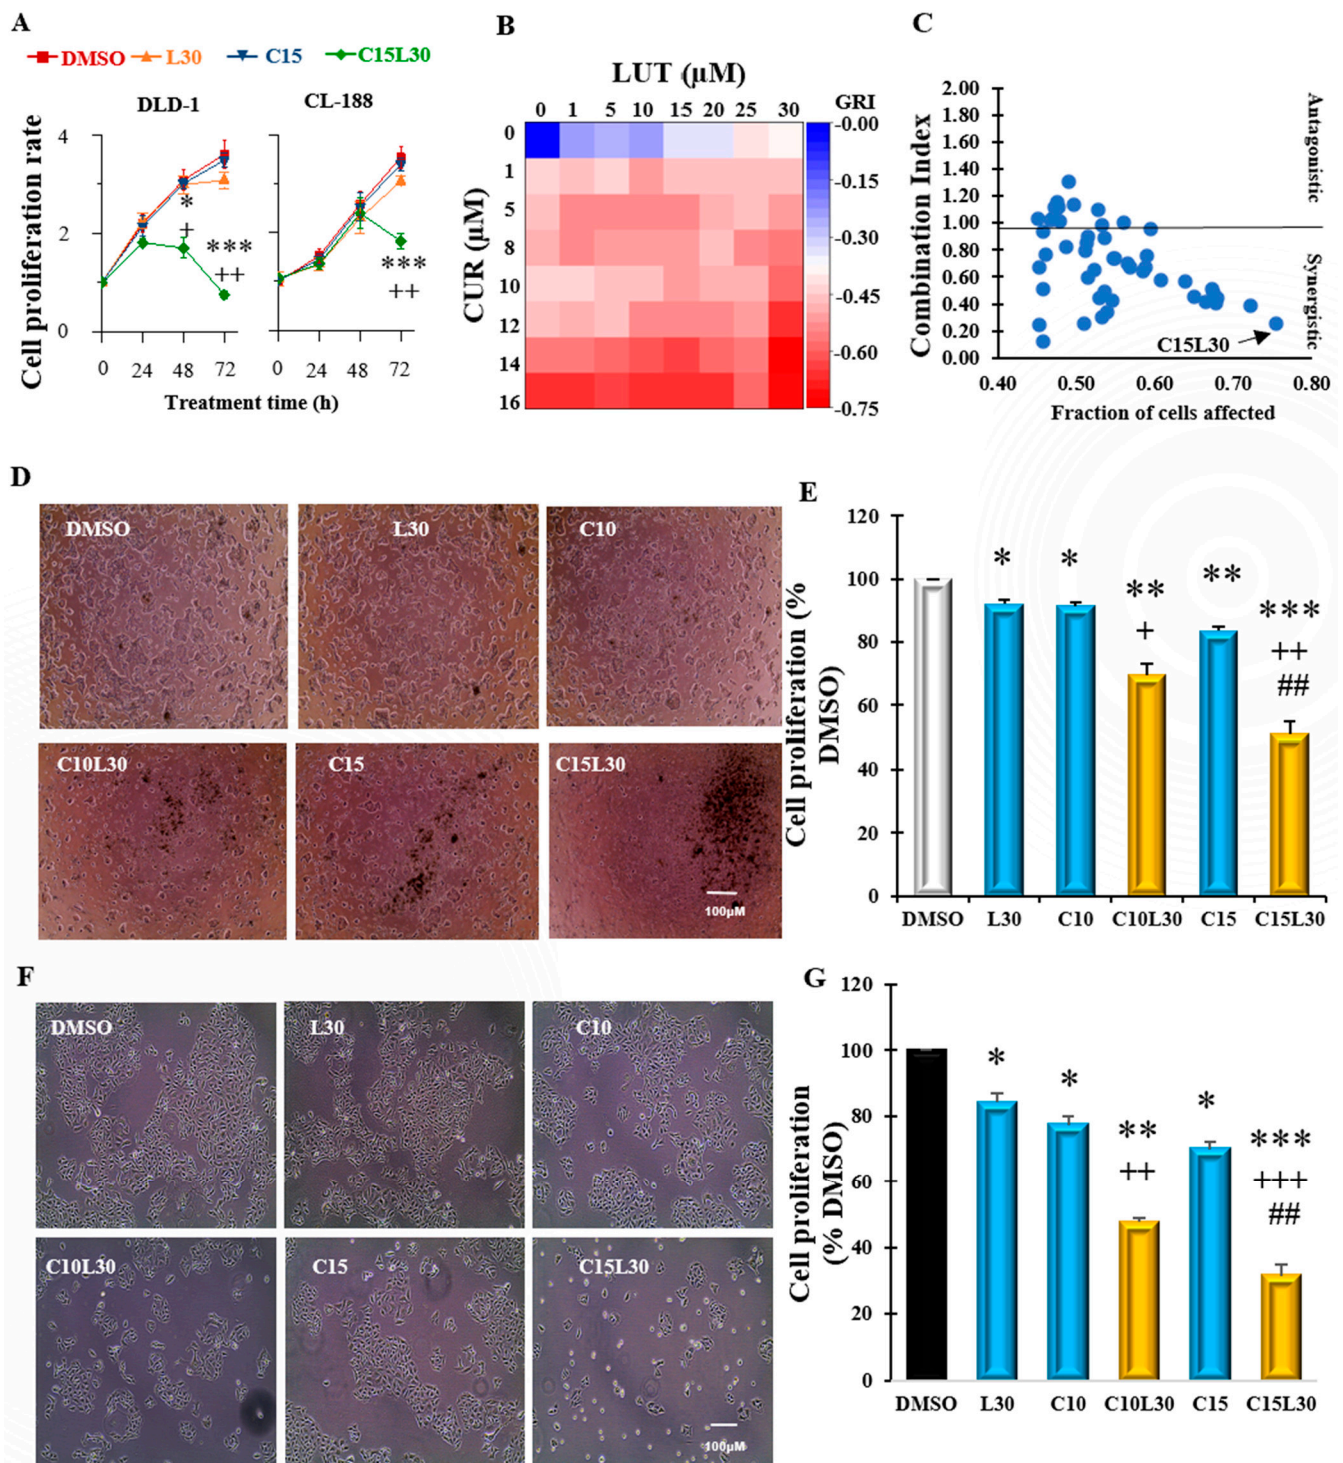 A
DMSO L30 C15 C15L30
DLD-1 CL-188
Cell proliferation rate
4
2
0
0 24 48 72 0 24 48 72
*
+
***
++
***
++
Treatment time (h)
B
LUT (μM)
0 1 5 10 15 20 25 30
GRI
CUR (μM)
0
1
5
8
10
12
14
16
-0.00
-0.15
-0.30
-0.45
-0.60
-0.75
C
Combination Index
2.00
1.80
1.60
1.40
1.20
1.00
0.80
0.60
0.40
0.20
0.00
0.40 0.50 0.60 0.70 0.80
Fraction of cells affected
Antagonistic
Synergistic
C15L30
D
DMSO L30 C10
C10L30 C15 C15L30
100μM
E
Cell proliferation (%
DMSO)
120
100
80
60
40
20
0
* * ** ** ***
+ ++
##
DMSO L30 C10 C10L30 C15 C15L30
F
DMSO L30 C10
C10L30 C15 C15L30
100μM
G
Cell proliferation
(% DMSO)
120
100
80
60
40
20
0
* * ** * ***
++ +++
##
DMSO L30 C10 C10L30 C15 C15L30